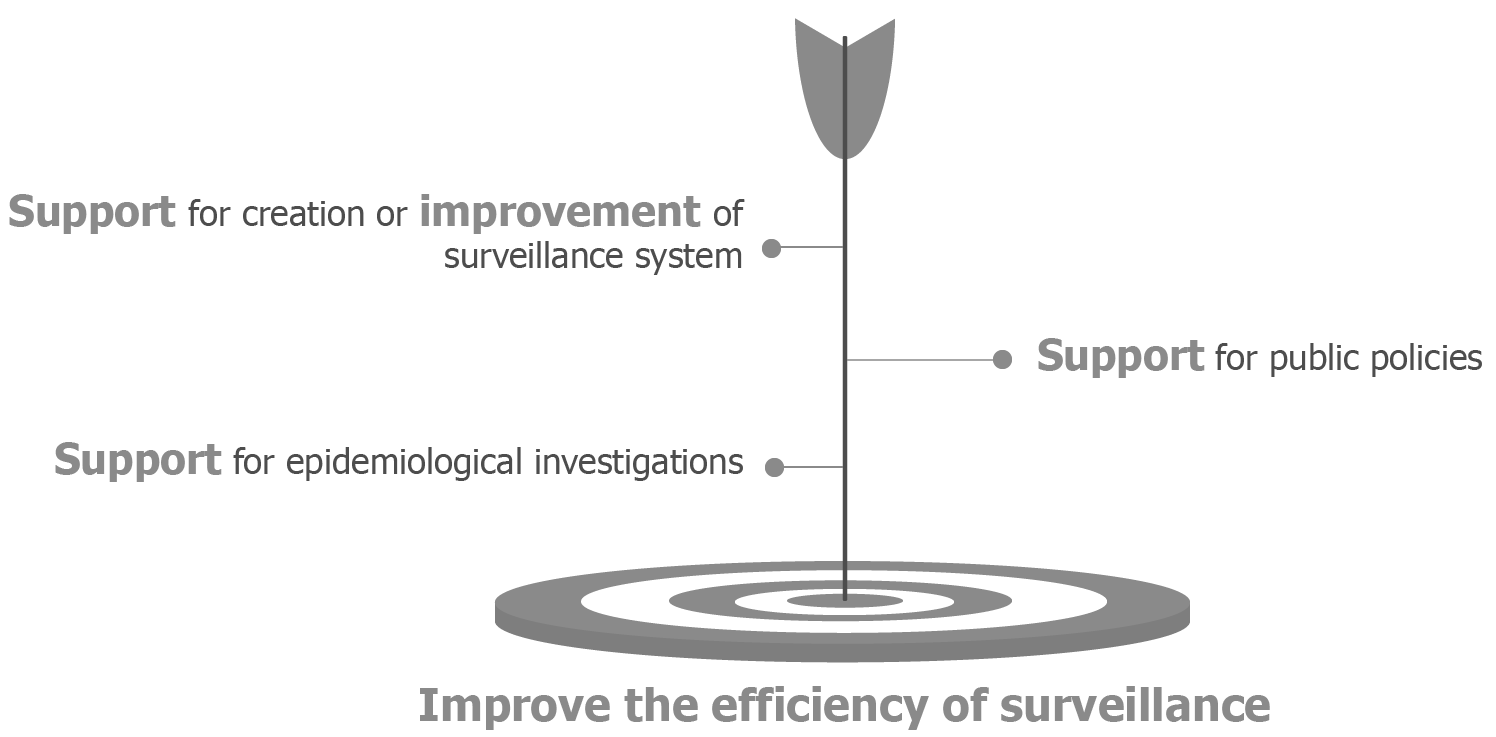 Support for creation or improvement of
surveillance system
Support for public policies
Support for epidemiological investigations
Improve the efficiency of surveillance